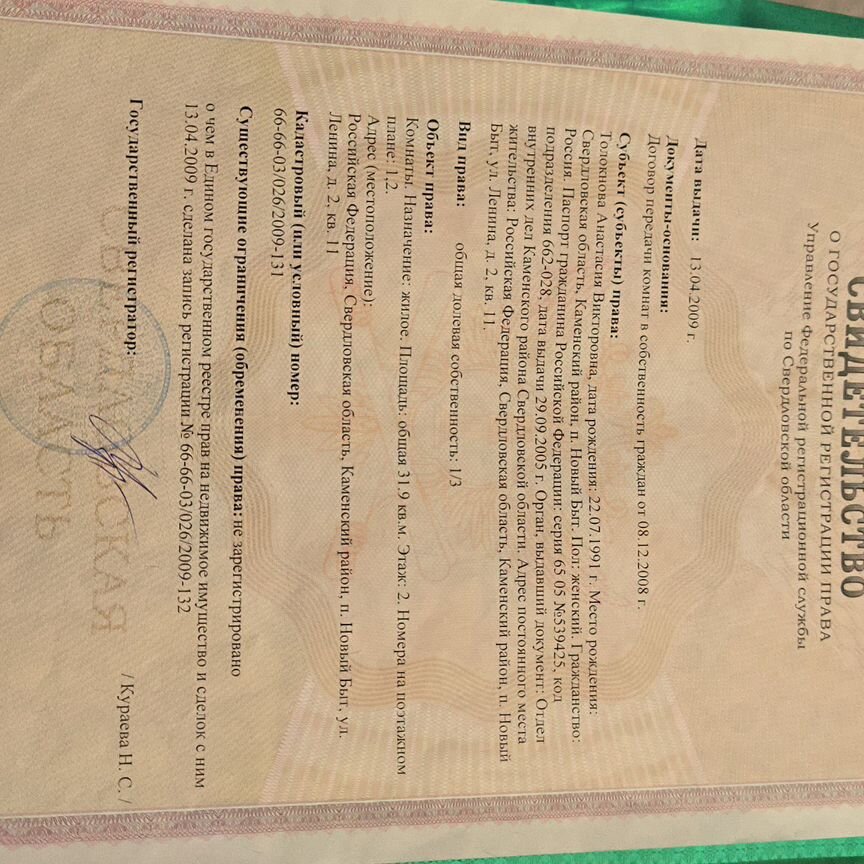 СВИДЕТЕЛЬСТВО
О ГОСУДАРСТВЕННОЙ РЕГИСТРАЦИИ ПРАВА
Управление Федеральной регистрационной службы
по Свердловской области
Дата выдачи: 13.04.2009 г.
Документы-основания:
Договор передачи комнат в собственность граждан от 08.12.2008 г.
Субъект (субъекты) права:
Толокнова Анастасия Викторовна, дата рождения: 22.07.1991 г. Место рождения:
Свердловская область, Каменский район, п. Новый Быт. Пол: женский. Гражданство:
Россия. Паспорт гражданина Российской Федерации: серия 65 05 №539425, код
подразделения 662-028, дата выдачи 29.09.2005 г. Орган, выдавший документ: Отдел
внутренних дел Каменского района Свердловской области. Адрес постоянного места
жительства: Российская Федерация, Свердловская область, Каменский район, п. Новый
Быт, ул. Ленина, д. 2, кв. 11.
Вид права: общая долевая собственность: 1/3
Объект права:
Комнаты. Назначение: жилое. Площадь: общая 31.9 кв.м. Этаж: 2. Номера на поэтажном
плане: 1,2.
Адрес (местоположение):
Российская Федерация, Свердловская область, Каменский район, п. Новый Быт, ул.
Ленина, д. 2, кв. 11
Кадастровый (или условный) номер:
66-66-03/026/2009-131
Существующие ограничения (обременения) права: не зарегистрировано
о чем в Едином государственном реестре прав на недвижимое имущество и сделок с ним
13.04.2009 г. сделана запись регистрации № 66-66-03/026/2009-132
Государственный регистратор: / Кураева Н. С. /
ОБЛАСТЬ